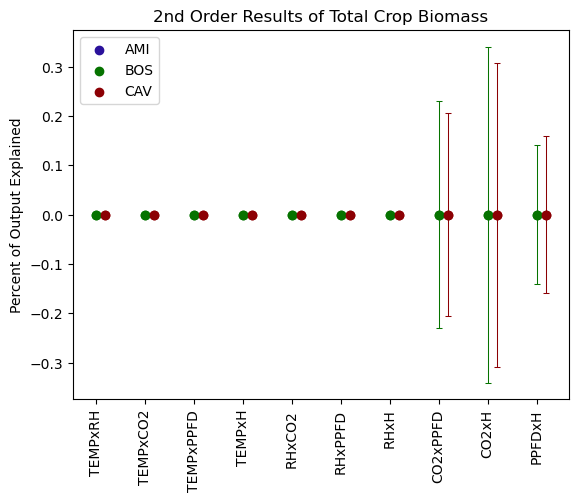 2nd Order Results of Total Crop Biomass
AMI
BOS
CAV
Percent of Output Explained
0.3
0.2
0.1
0.0
−0.1
−0.2
−0.3
TEMPxRH
TEMPxCO2
TEMPxPPFD
TEMPxH
RHxCO2
RHxPPFD
RHxH
CO2xPPFD
CO2xH
PPFDxH